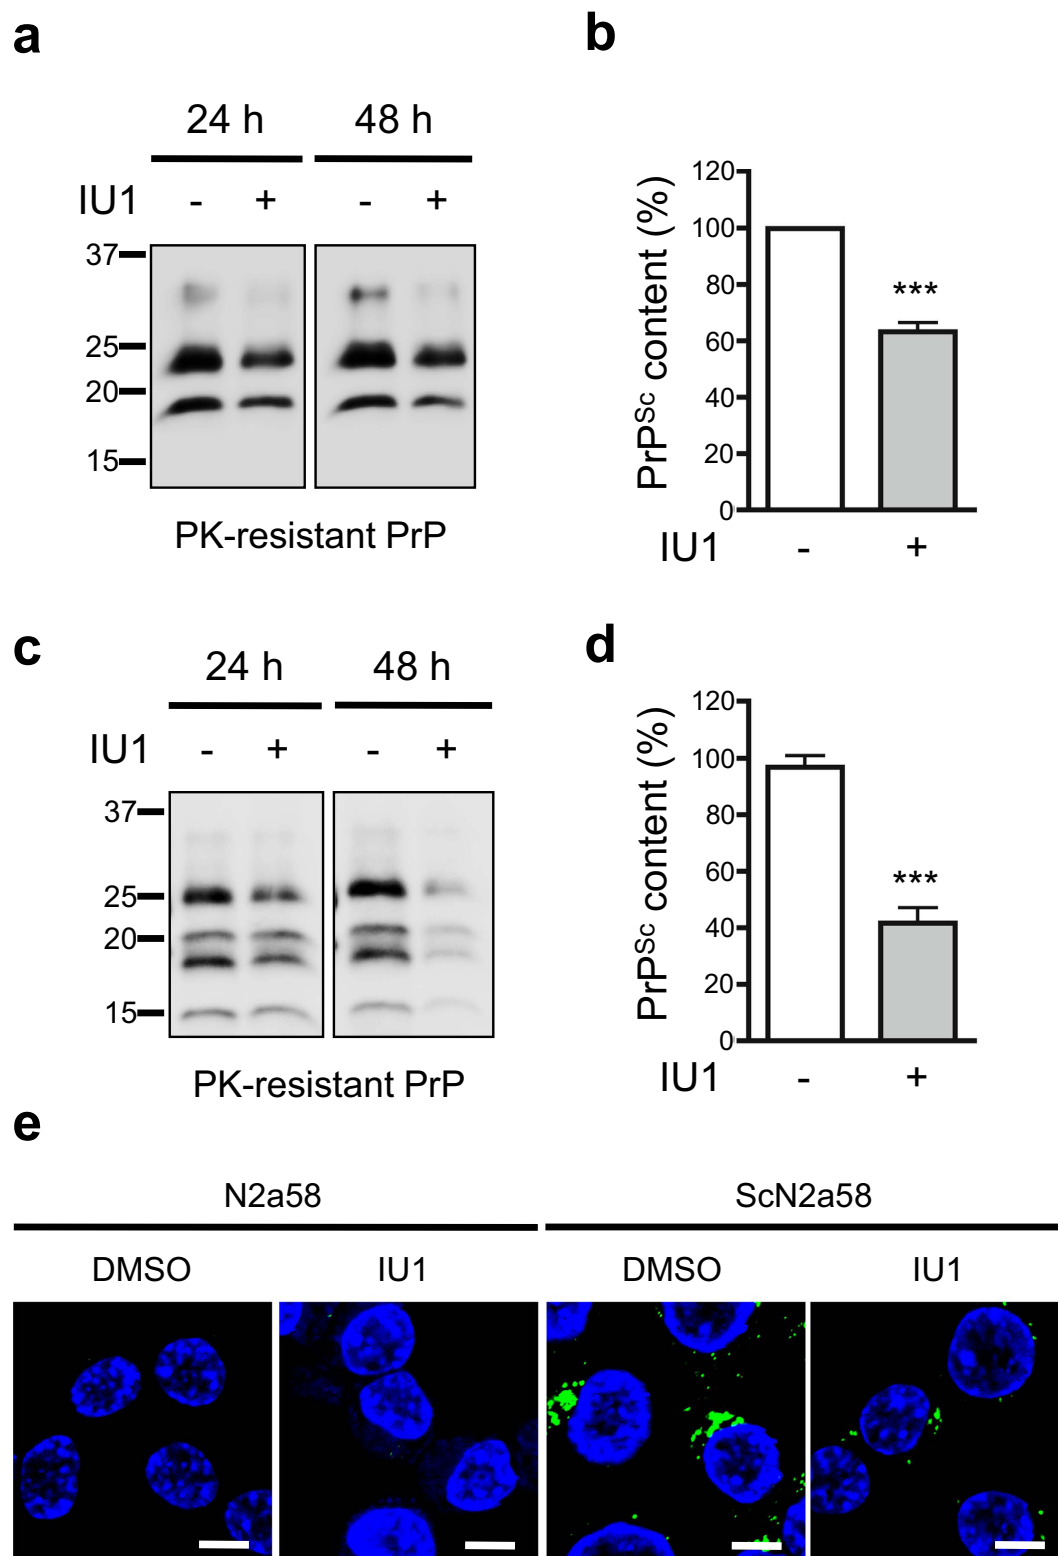 a
24 h 48 h
IU1 - + - +
37
25
20
15
PK-resistant PrP
b
PrPSc content (%)
120
100
80
60
40
20
0
***
IU1 - +
c
24 h 48 h
IU1 - + - +
37
25
20
15
PK-resistant PrP
d
PrPSc content (%)
120
100
80
60
40
20
0
***
IU1 - +
e
N2a58 ScN2a58
DMSO IU1 DMSO IU1